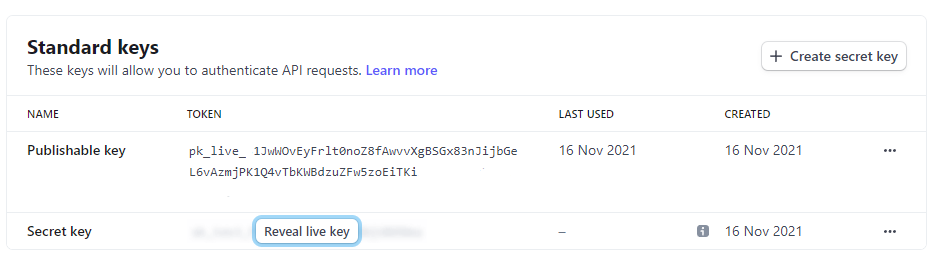 Standard keys
These keys will allow you to authenticate API requests. Learn more
+ Create secret key
NAME TOKEN LAST USED CREATED
Publishable key pk_live_ 1JwWOvEyFrlt0noZ8fAwvvXgBSGx83nJijbGe 16 Nov 2021 16 Nov 2021 •••
L6vAzmjPK1Q4vTbKWBdzuZFw5zoEiTKi
Secret key Reveal live key – i 16 Nov 2021 •••